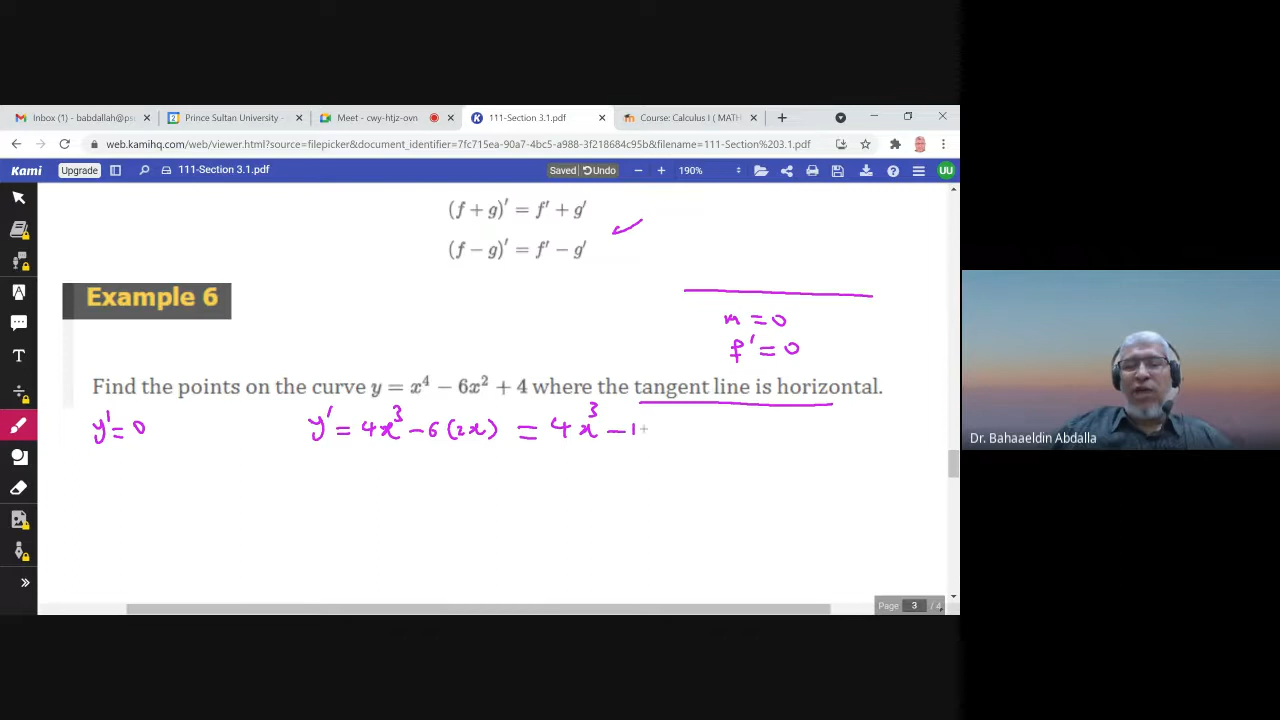 Inbox (1) - babdallah@ps
Prince Sultan University -
Meet - cwy-htjz-ovn
111-Section 3.1.pdf
Course: Calculus I ( MATH
web.kamihq.com/web/viewer.html?source=filepicker&document_identifier=7fc715ea-90a7-4bc5-a988-3f218684c95b&filename=111-Section%203.1.pdf
Kami
Upgrade
111-Section 3.1.pdf
Saved Undo
190%
UU
(f + g)′ = f′ + g′
(f − g)′ = f′ − g′
Example 6
m = 0
f′ = 0
Find the points on the curve y = x⁴ − 6x² + 4 where the tangent line is horizontal.
y′ = 0
y′ = 4x³ − 6(2x) = 4x³ − 1
Dr. Bahaaeldin Abdalla
Page 3 / 4